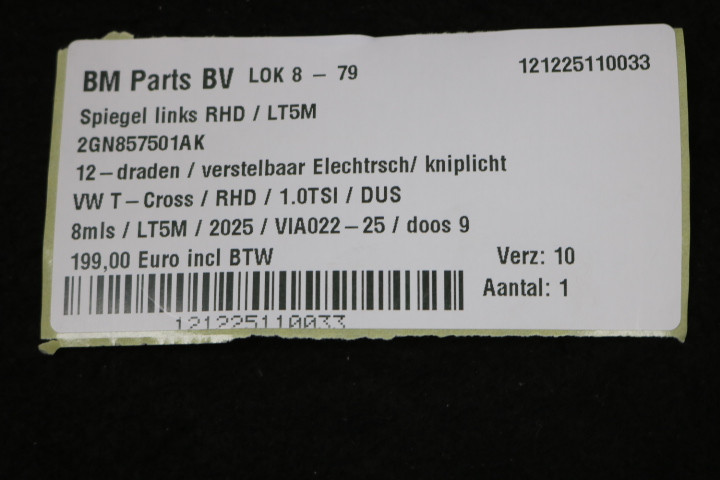 BM Parts BV LOK 8 - 79 121225110033
Spiegel links RHD / LT5M
2GN857501AK
12-draden / verstelbaar Elechtrsch/ kniplicht
VW T-Cross / RHD / 1.0TSI / DUS
8mls / LT5M / 2025 / VIA022-25 / doos 9
199,00 Euro incl BTW Verz: 10
Aantal: 1
121225110033